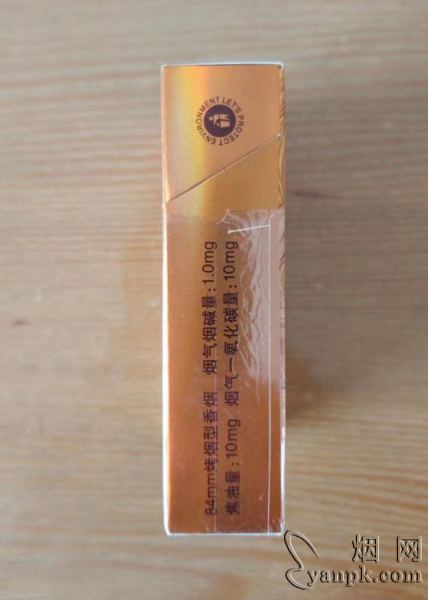 LET'S PROTECT ENVIRONMENT
84mm烤烟型香烟 烟气烟碱量:1.0mg
焦油量:10mg 烟气一氧化碳量:10mg
烟网
yanpk.com